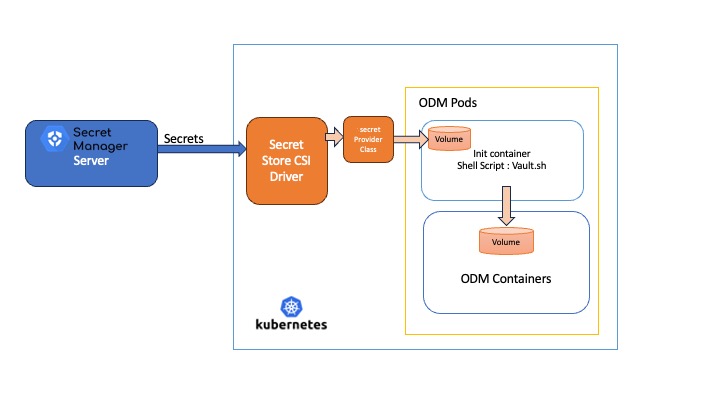 ODM Pods
Secret
Manager
Server
Secrets
Secret
Store CSI
Driver
secret
Provider
Class
Volume
Init container
Shell Script : Vault.sh
Volume
ODM Containers
kubernetes